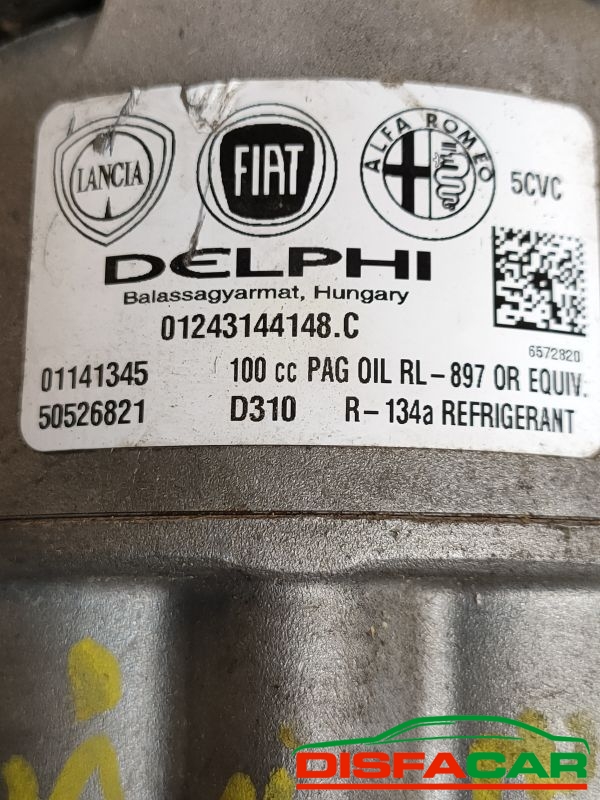 LANCIA
FIAT
ALFA ROMEO
5CVC
DELPHI
Balassagyarmat, Hungary
01243144148.C
6572820
01141345 100 cc PAG OIL RL-897 OR EQUIV.
50526821 D310 R-134a REFRIGERANT
DISFACAR